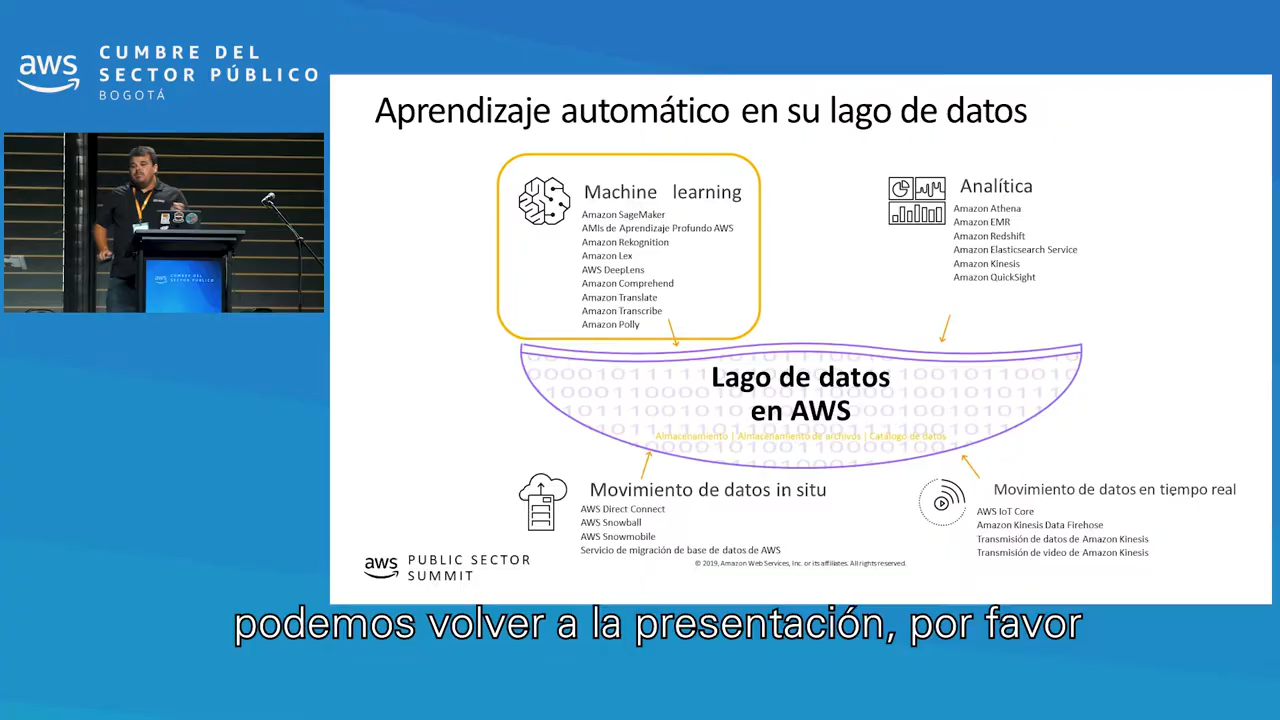 aws
CUMBRE DEL
SECTOR PÚBLICO
BOGOTÁ
Aprendizaje automático en su lago de datos
Machine learning
Amazon SageMaker
AMIs de Aprendizaje Profundo AWS
Amazon Rekognition
Amazon Lex
AWS DeepLens
Amazon Comprehend
Amazon Translate
Amazon Transcribe
Amazon Polly
Analítica
Amazon Athena
Amazon EMR
Amazon Redshift
Amazon Elasticsearch Service
Amazon Kinesis
Amazon QuickSight
Lago de datos
en AWS
Almacenamiento | Almacenamiento de archivos | Catálogo de datos
Movimiento de datos in situ
AWS Direct Connect
AWS Snowball
AWS Snowmobile
Servicio de migración de base de datos de AWS
Movimiento de datos en tiempo real
AWS IoT Core
Amazon Kinesis Data Firehose
Transmisión de datos de Amazon Kinesis
Transmisión de video de Amazon Kinesis
aws
PUBLIC SECTOR
SUMMIT
© 2019, Amazon Web Services, Inc. or its affiliates. All rights reserved.
aws
CUMBRE DEL
SECTOR PÚBLICO
podemos volver a la presentación, por favor